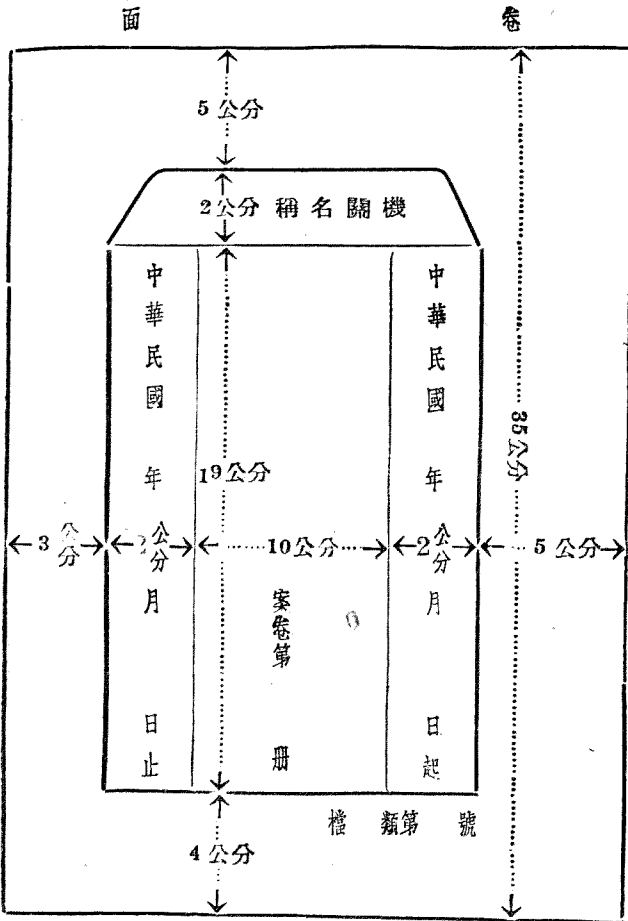 卷面
5公分
機關名稱
2公分
35公分
中華民國 年 月 日起
19公分
案卷第 册
中華民國 年 月 日止
3公分
2公分
10公分
2公分
5公分
檔 類第 號
4公分